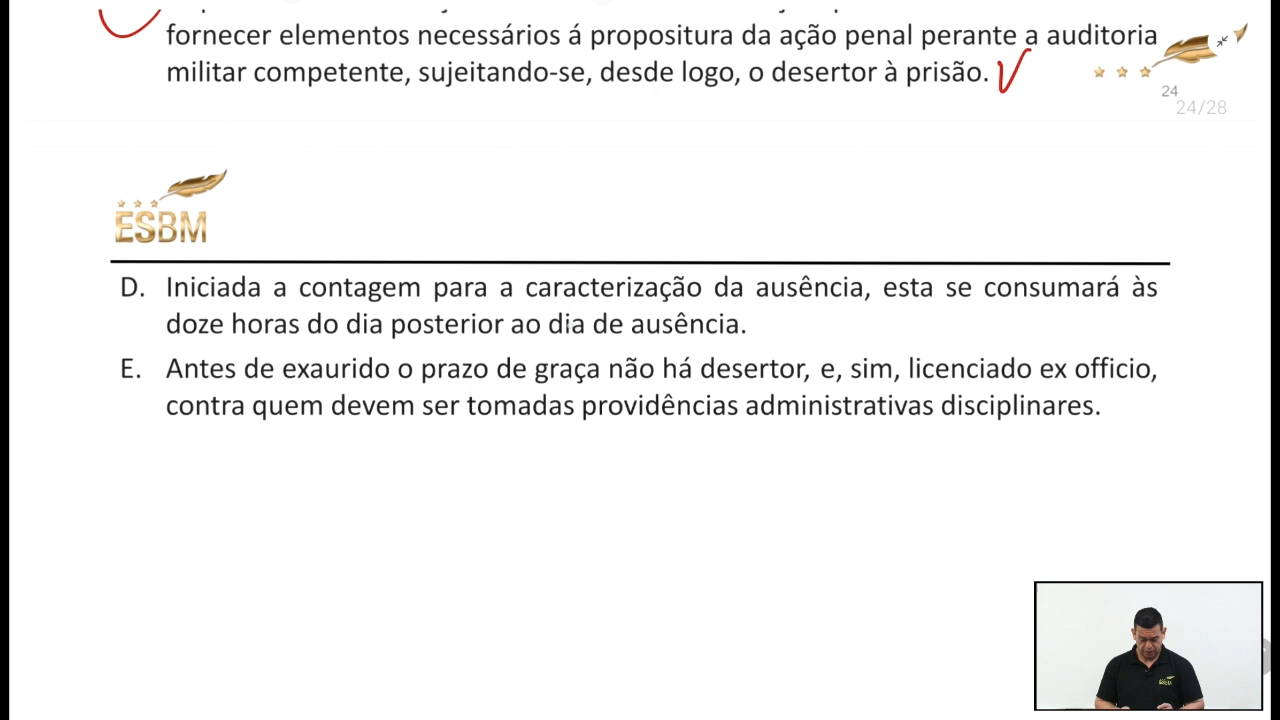 fornecer elementos necessários á propositura da ação penal perante a auditoria
militar competente, sujeitando-se, desde logo, o desertor à prisão. V
24
24/28
ESBM
D. Iniciada a contagem para a caracterização da ausência, esta se consumará às
doze horas do dia posterior ao dia de ausência.
E. Antes de exaurido o prazo de graça não há desertor, e, sim, licenciado ex officio,
contra quem devem ser tomadas providências administrativas disciplinares.